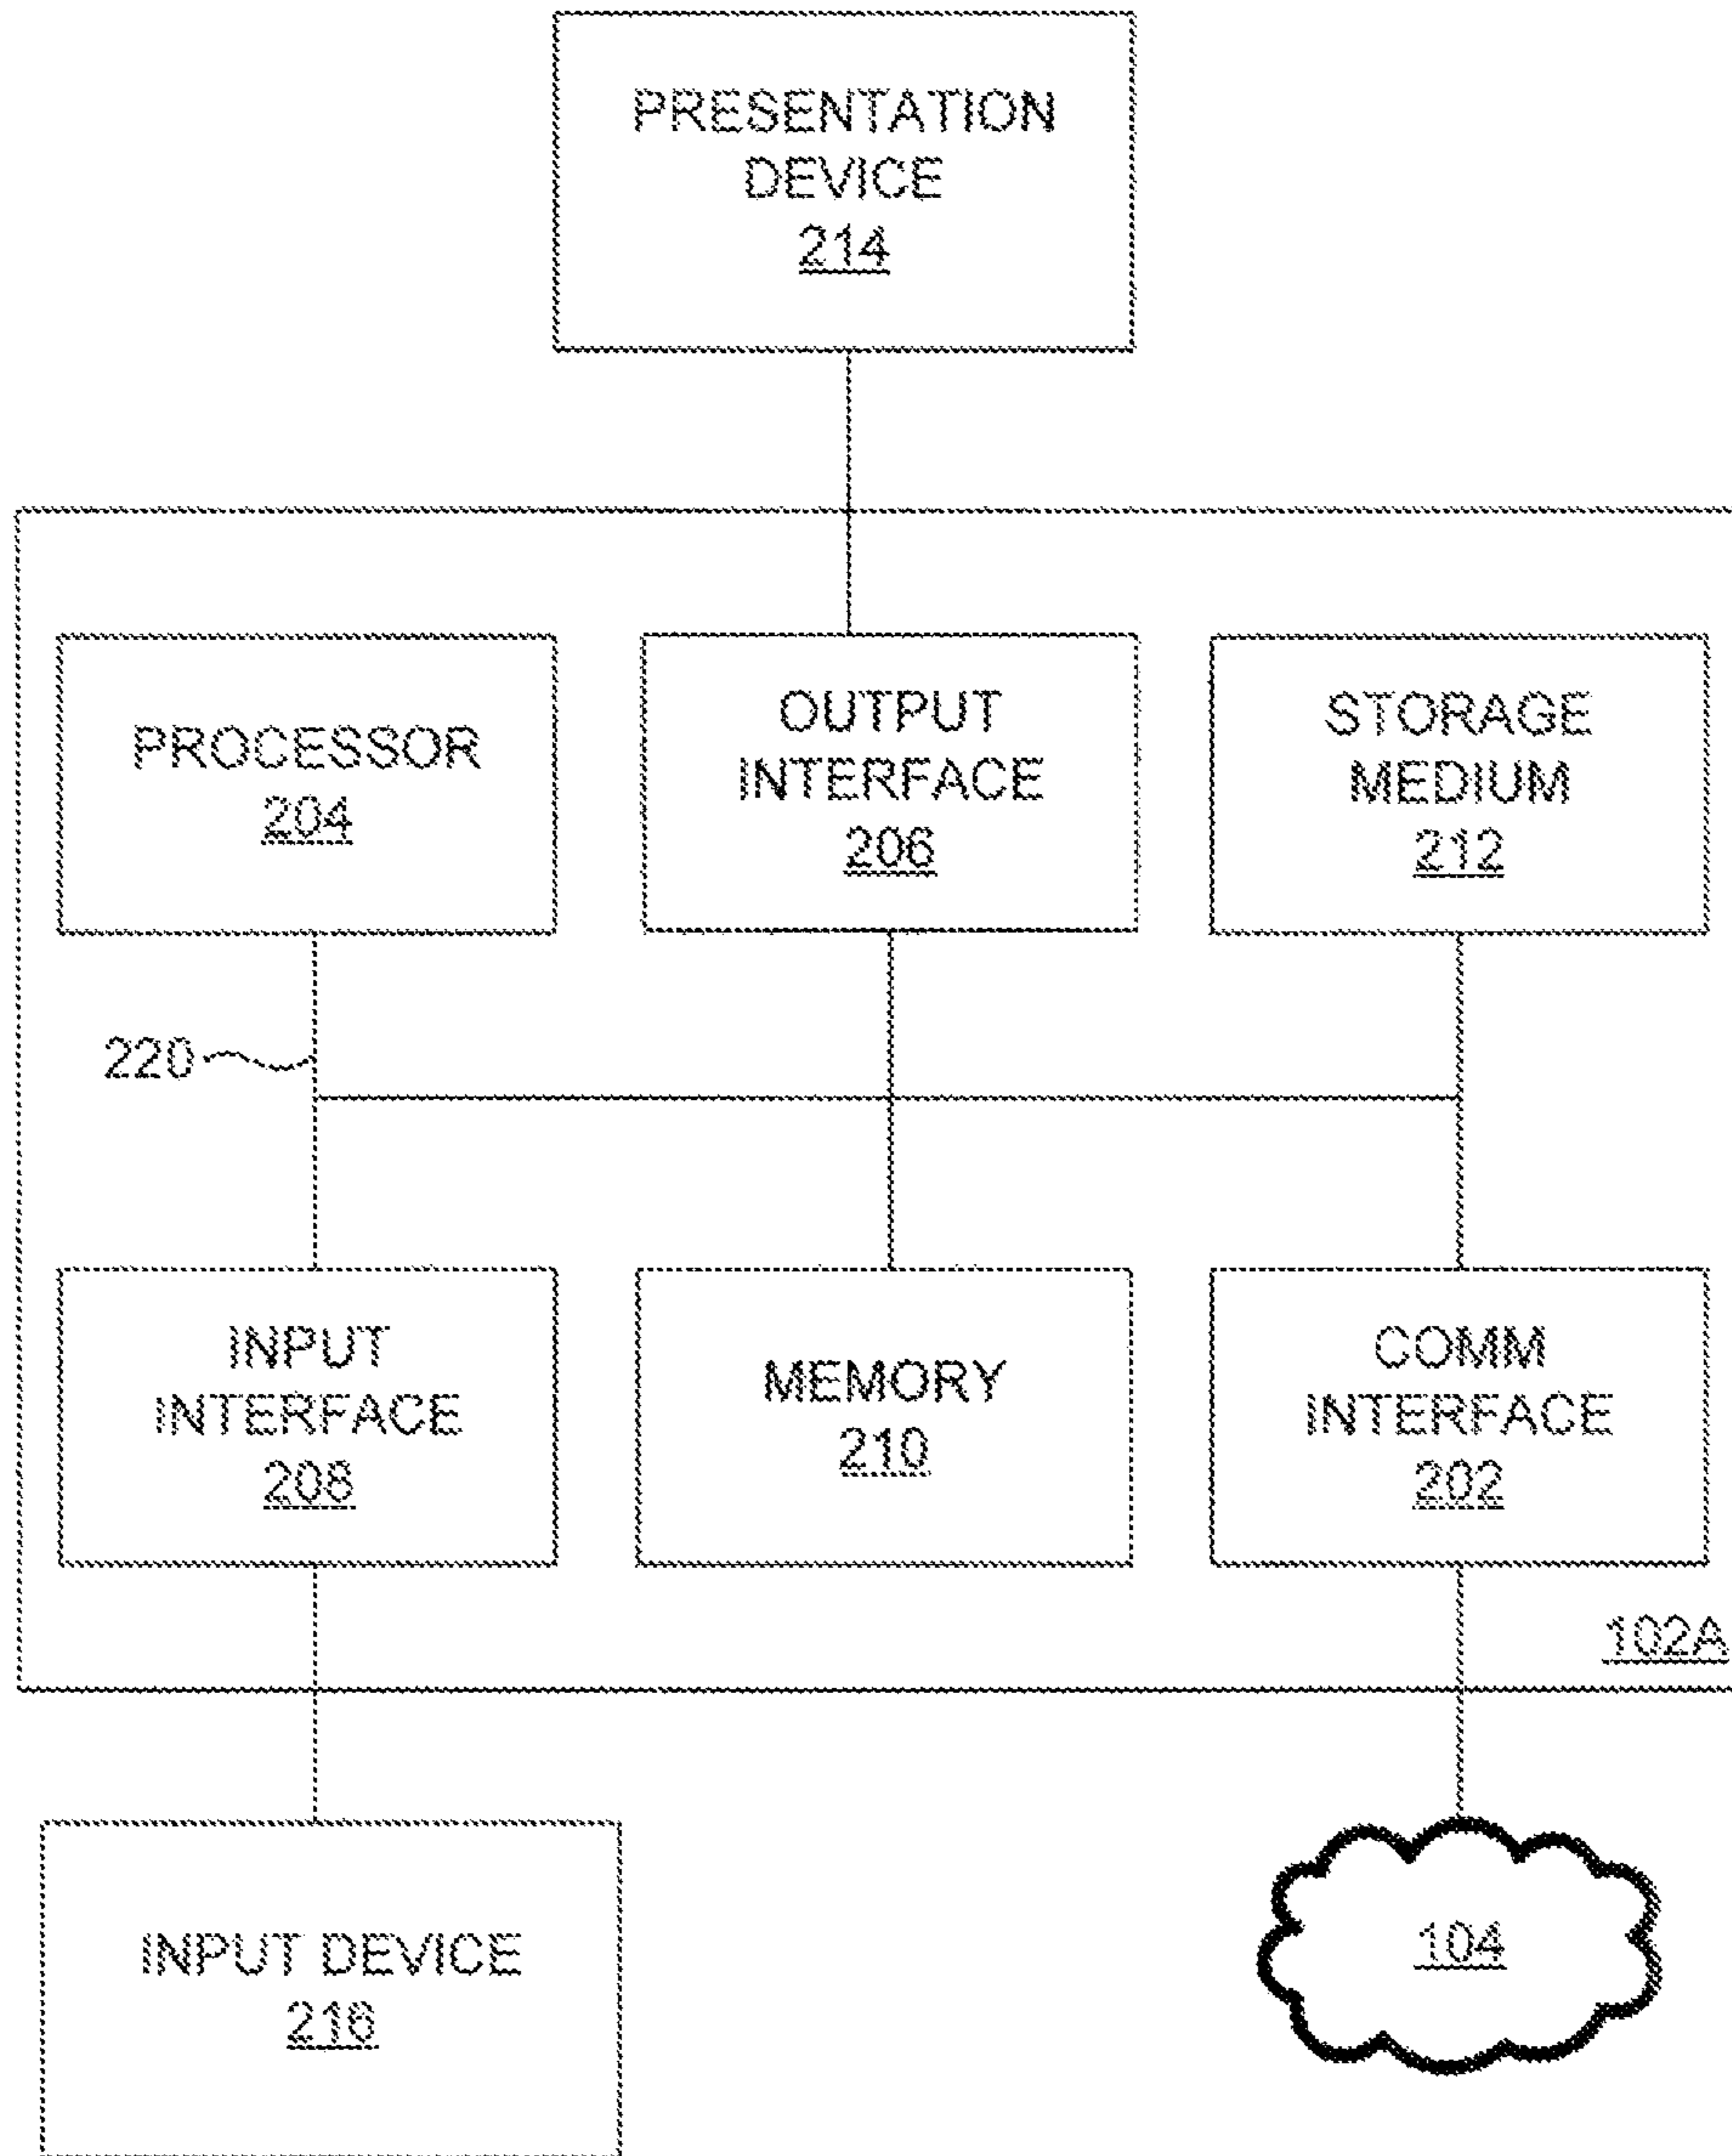 PRESENTATION
DEVICE
214
PROCESSOR
204
OUTPUT
INTERFACE
206
STORAGE
MEDIUM
212
220
INPUT
INTERFACE
208
MEMORY
210
COMM
INTERFACE
202
102A
INPUT DEVICE
216
104